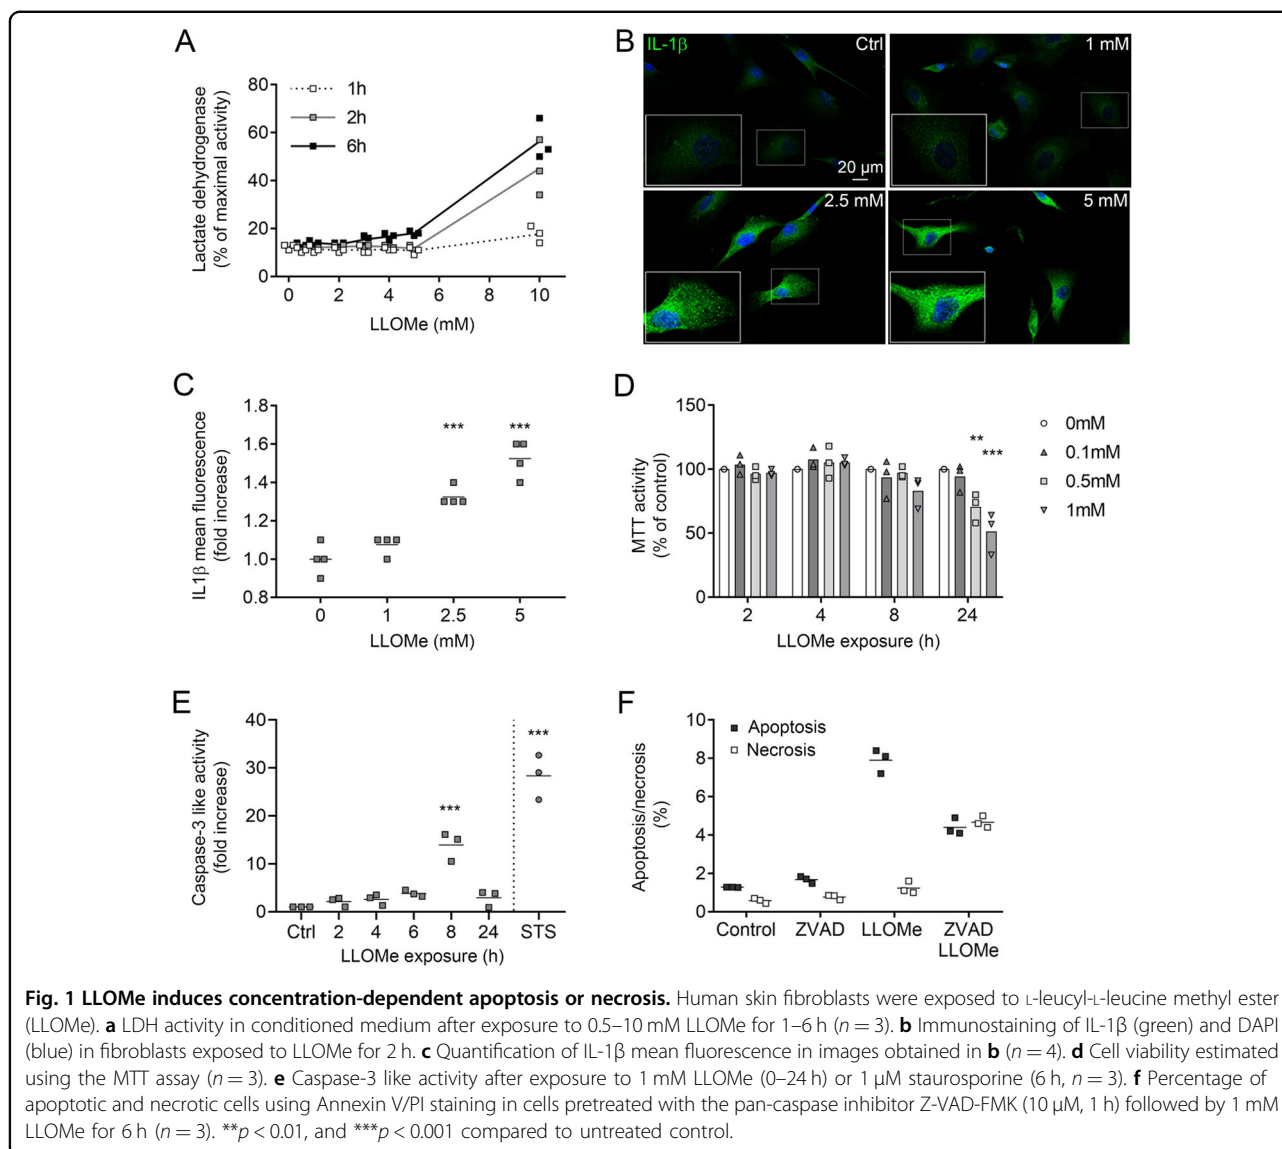 A
Lactate dehydrogenase
(% of maximal activity)
80
60
40
20
0
1h
2h
6h
0
2
4
6
8
10
LLOMe (mM)
B
IL-1β
Ctrl
1 mM
20 µm
2.5 mM
5 mM
C
IL1β mean fluorescence
(fold increase)
1.8
1.6
1.4
1.2
1.0
0.8
***
***
0
1
2.5
5
LLOMe (mM)
D
MTT activity
(% of control)
150
100
50
0
**
***
2
4
8
24
LLOMe exposure (h)
0mM
0.1mM
0.5mM
1mM
E
Caspase-3 like activity
(fold increase)
40
30
20
10
0
***
***
Ctrl
2
4
6
8
24
STS
LLOMe exposure (h)
F
Apoptosis/necrosis
(%)
10
8
6
4
2
0
Apoptosis
Necrosis
Control
ZVAD
LLOMe
ZVAD
LLOMe
Fig. 1 LLOMe induces concentration-dependent apoptosis or necrosis. Human skin fibroblasts were exposed to L-leucyl-L-leucine methyl ester
(LLOMe). a LDH activity in conditioned medium after exposure to 0.5–10 mM LLOMe for 1–6 h (n = 3). b Immunostaining of IL-1β (green) and DAPI
(blue) in fibroblasts exposed to LLOMe for 2 h. c Quantification of IL-1β mean fluorescence in images obtained in b (n = 4). d Cell viability estimated
using the MTT assay (n = 3). e Caspase-3 like activity after exposure to 1 mM LLOMe (0–24 h) or 1 µM staurosporine (6 h, n = 3). f Percentage of
apoptotic and necrotic cells using Annexin V/PI staining in cells pretreated with the pan-caspase inhibitor Z-VAD-FMK (10 µM, 1 h) followed by 1 mM
LLOMe for 6 h (n = 3). **p < 0.01, and ***p < 0.001 compared to untreated control.